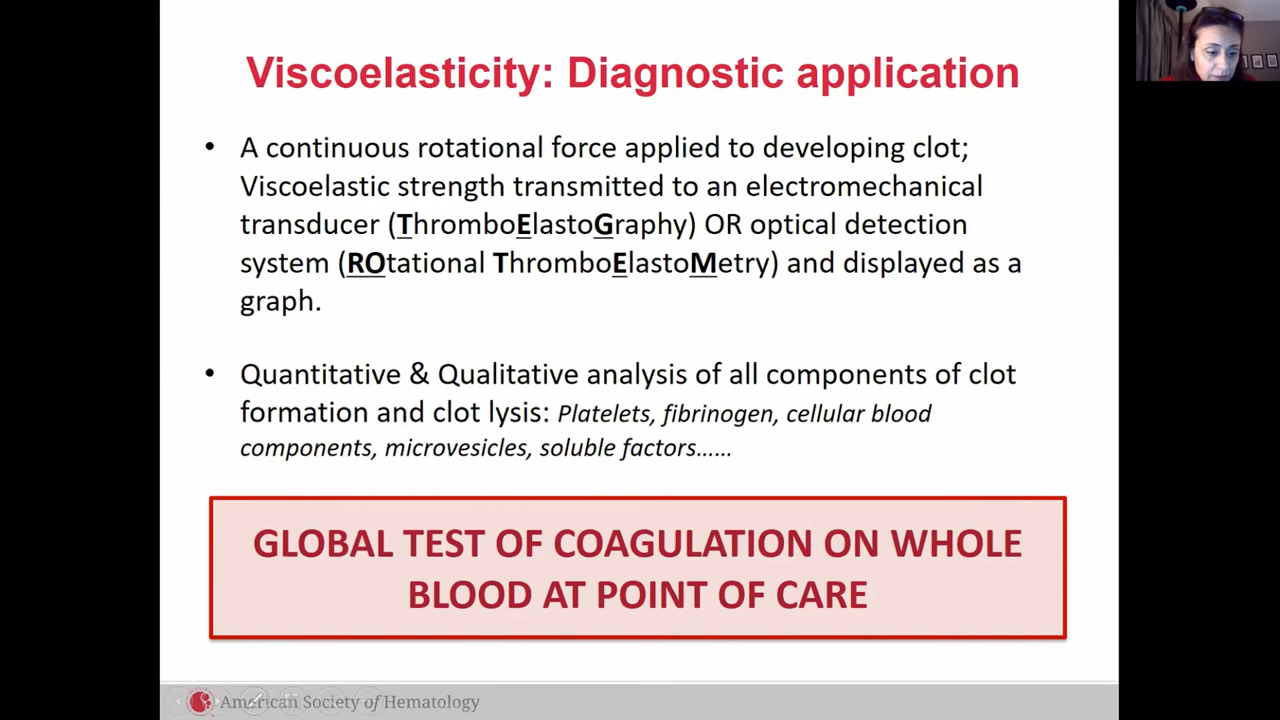 Viscoelasticity: Diagnostic application
• A continuous rotational force applied to developing clot;
Viscoelastic strength transmitted to an electromechanical
transducer (ThromboElastoGraphy) OR optical detection
system (ROtational ThromboElastoMetry) and displayed as a
graph.
• Quantitative & Qualitative analysis of all components of clot
formation and clot lysis: Platelets, fibrinogen, cellular blood
components, microvesicles, soluble factors……
GLOBAL TEST OF COAGULATION ON WHOLE
BLOOD AT POINT OF CARE
American Society of Hematology